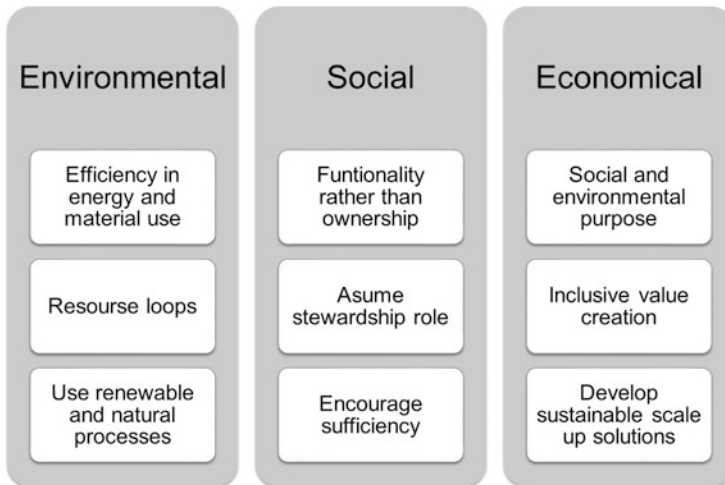 Environmental
Efficiency in
energy and
material use
Resourse loops
Use renewable
and natural
processes
Social
Funtionality
rather than
ownership
Asume
stewardship role
Encourage
sufficiency
Economical
Social and
environmental
purpose
Inclusive value
creation
Develop
sustainable scale
up solutions